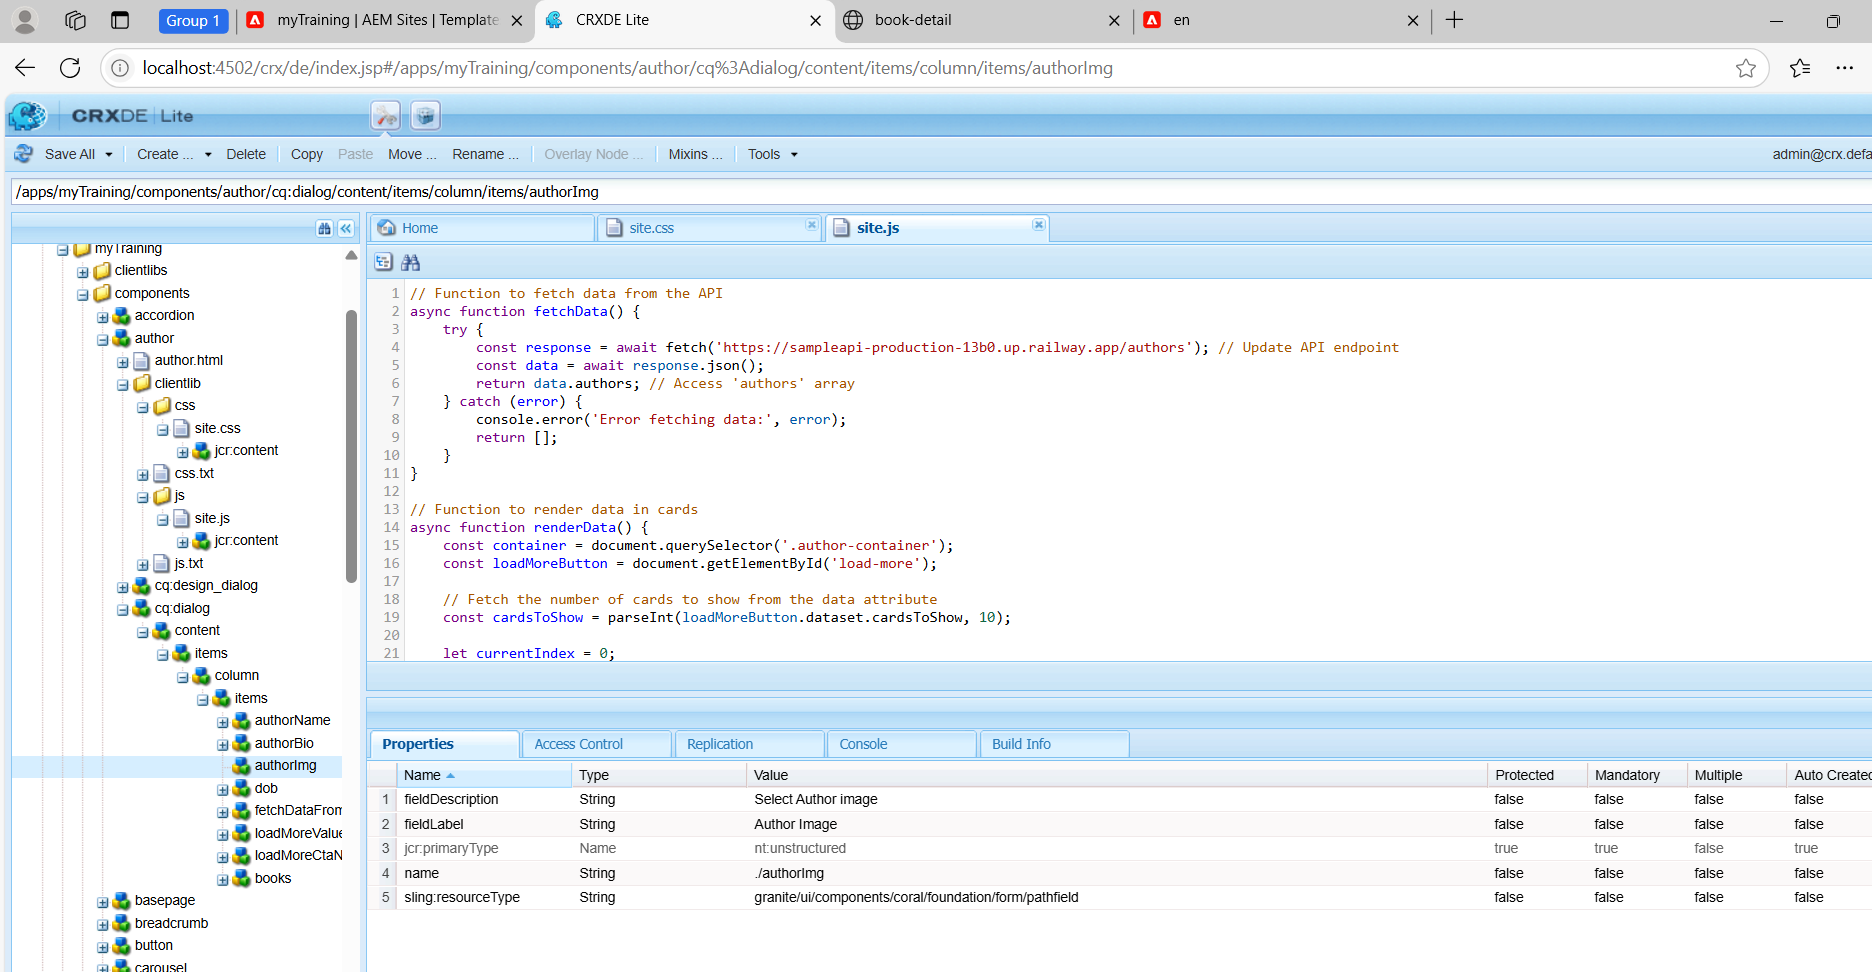 Group 1
myTraining | AEM Sites | Template
CRXDE Lite
book-detail
en
localhost:4502/crx/de/index.jsp#/apps/myTraining/components/author/cq%3Adialog/content/items/column/items/authorImg
CRXDE | Lite
Save All
Create ...
Delete
Copy
Paste
Move ...
Rename ...
Overlay Node ...
Mixins ...
Tools
admin@crx.defa
/apps/myTraining/components/author/cq:dialog/content/items/column/items/authorImg
myTraining
clientlibs
components
accordion
author
author.html
clientlib
css
site.css
jcr:content
css.txt
js
site.js
jcr:content
js.txt
cq:design_dialog
cq:dialog
content
items
column
items
authorName
authorBio
authorImg
dob
fetchDataFrom
loadMoreValue
loadMoreCtaN
books
basepage
breadcrumb
button
carousel
Home
site.css
site.js
1 // Function to fetch data from the API
2 async function fetchData() {
3     try {
4         const response = await fetch('https://sampleapi-production-13b0.up.railway.app/authors'); // Update API endpoint
5         const data = await response.json();
6         return data.authors; // Access 'authors' array
7     } catch (error) {
8         console.error('Error fetching data:', error);
9         return [];
10     }
11 }
12
13 // Function to render data in cards
14 async function renderData() {
15     const container = document.querySelector('.author-container');
16     const loadMoreButton = document.getElementById('load-more');
17
18     // Fetch the number of cards to show from the data attribute
19     const cardsToShow = parseInt(loadMoreButton.dataset.cardsToShow, 10);
20
21     let currentIndex = 0;
Properties
Access Control
Replication
Console
Build Info
Name Type Value Protected Mandatory Multiple Auto Created
1 fieldDescription String Select Author image false false false false
2 fieldLabel String Author Image false false false false
3 jcr:primaryType Name nt:unstructured true true false true
4 name String ./authorImg false false false false
5 sling:resourceType String granite/ui/components/coral/foundation/form/pathfield false false false false